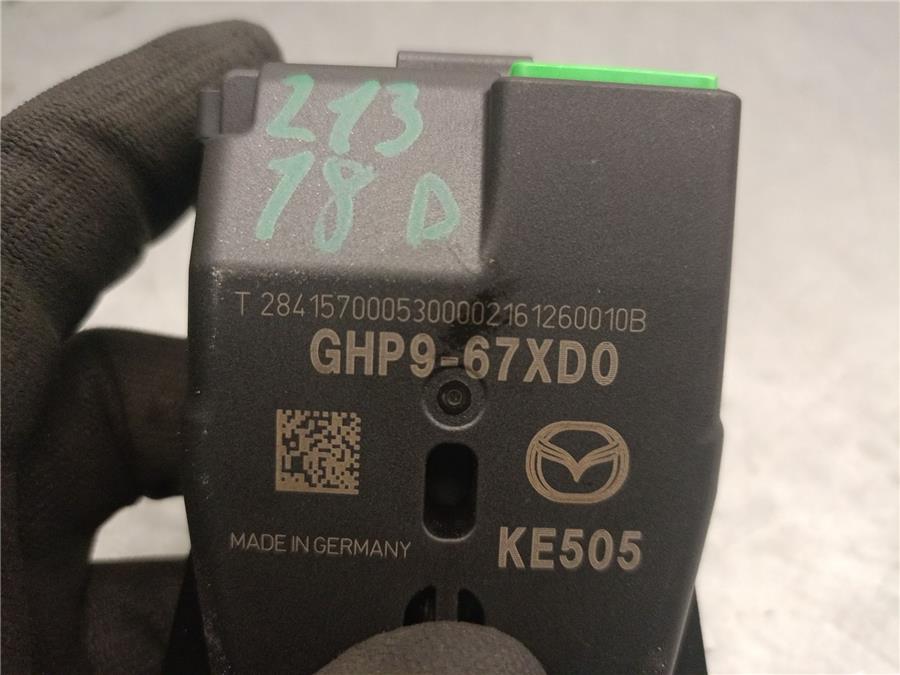 213
18 D
T 2841570005300002161260010B
GHP9-67XD0
MADE IN GERMANY
KE505